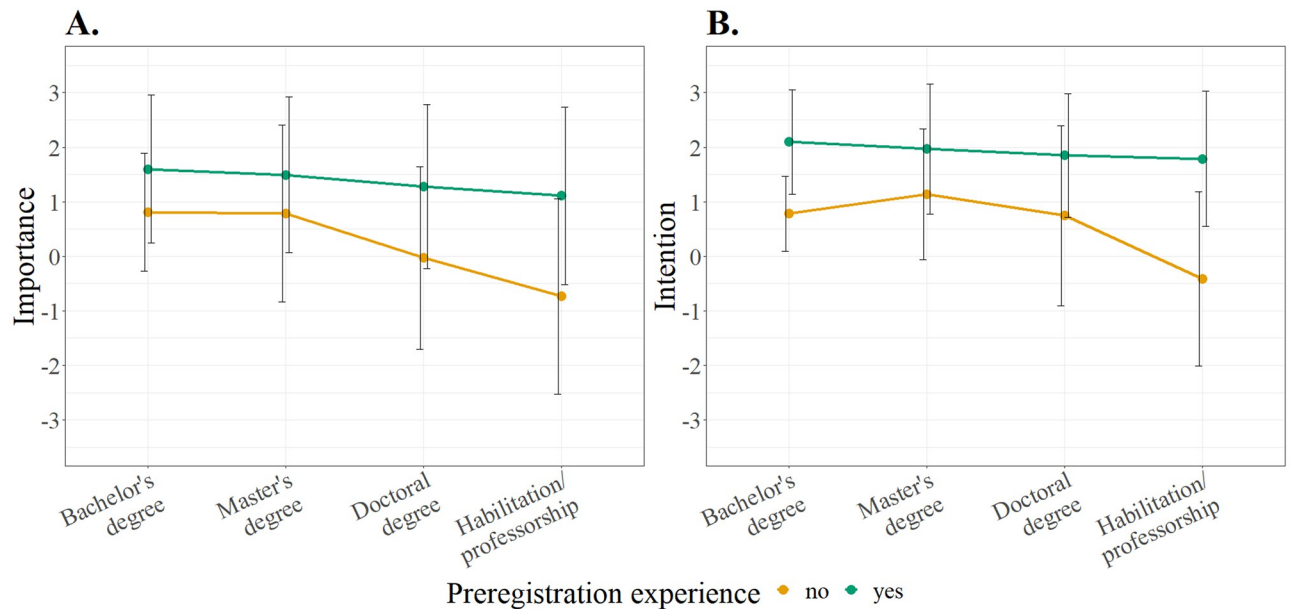 A.
Importance
3
2
1
0
-1
-2
-3
Bachelor's
degree
Master's
degree
Doctoral
degree
Habilitation/
professorship
B.
Intention
3
2
1
0
-1
-2
-3
Bachelor's
degree
Master's
degree
Doctoral
degree
Habilitation/
professorship
Preregistration experience no yes